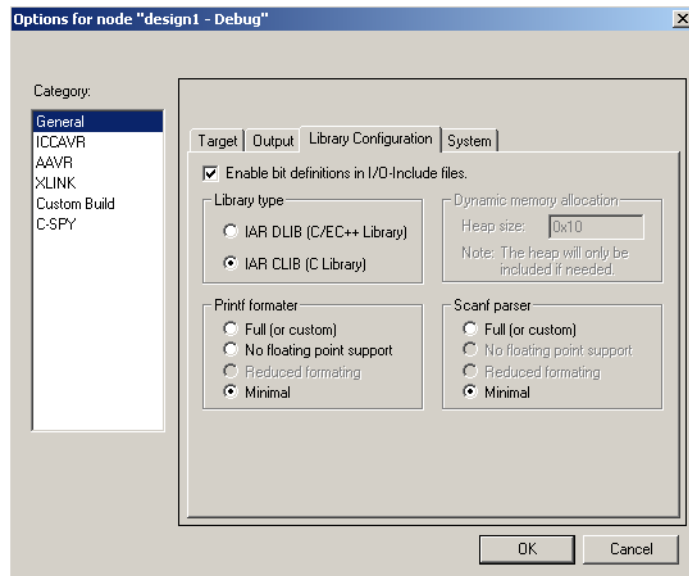 Options for node "design1 - Debug"
Category:
General
ICCAVR
AAVR
XLINK
Custom Build
C-SPY
Target
Output
Library Configuration
System
Enable bit definitions in I/O-Include files.
Library type
IAR DLIB (C/EC++ Library)
IAR CLIB (C Library)
Dynamic memory allocation
Heap size: 0x10
Note: The heap will only be
included if needed.
Printf formater
Full (or custom)
No floating point support
Reduced formating
Minimal
Scanf parser
Full (or custom)
No floating point support
Reduced formating
Minimal
OK
Cancel